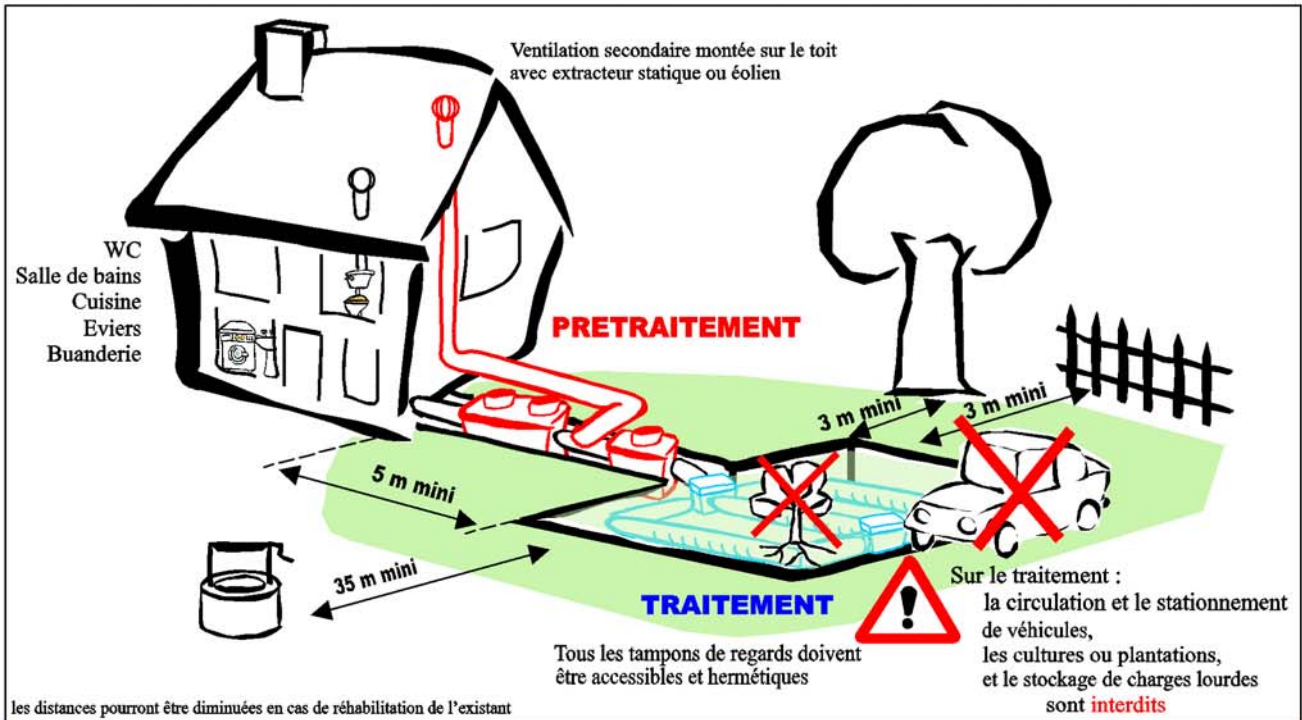 Ventilation secondaire montée sur le toit
avec extracteur statique ou éolien
WC
Salle de bains
Cuisine
Eviers
Buanderie
PRETRAITEMENT
3 m mini
3 m mini
5 m mini
35 m mini
TRAITEMENT
Tous les tampons de regards doivent
être accessibles et hermétiques
Sur le traitement :
la circulation et le stationnement
de véhicules,
les cultures ou plantations,
et le stockage de charges lourdes
sont interdits
les distances pourront être diminuées en cas de réhabilitation de l'existant